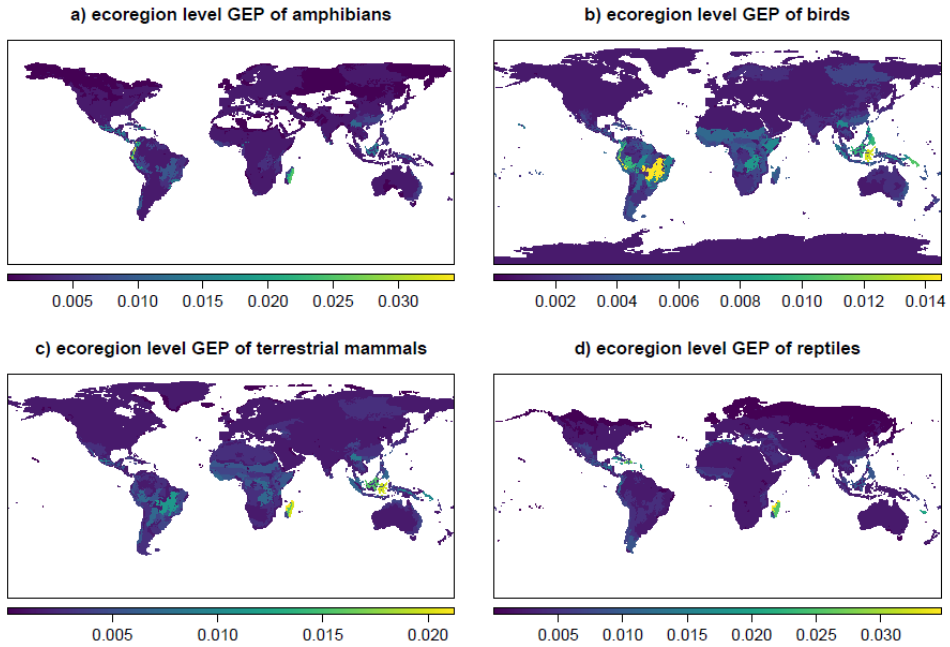 a) ecoregion level GEP of amphibians
b) ecoregion level GEP of birds
0.005 0.010 0.015 0.020 0.025 0.030
0.002 0.004 0.006 0.008 0.010 0.012 0.014
c) ecoregion level GEP of terrestrial mammals
d) ecoregion level GEP of reptiles
0.005 0.010 0.015 0.020
0.005 0.010 0.015 0.020 0.025 0.030